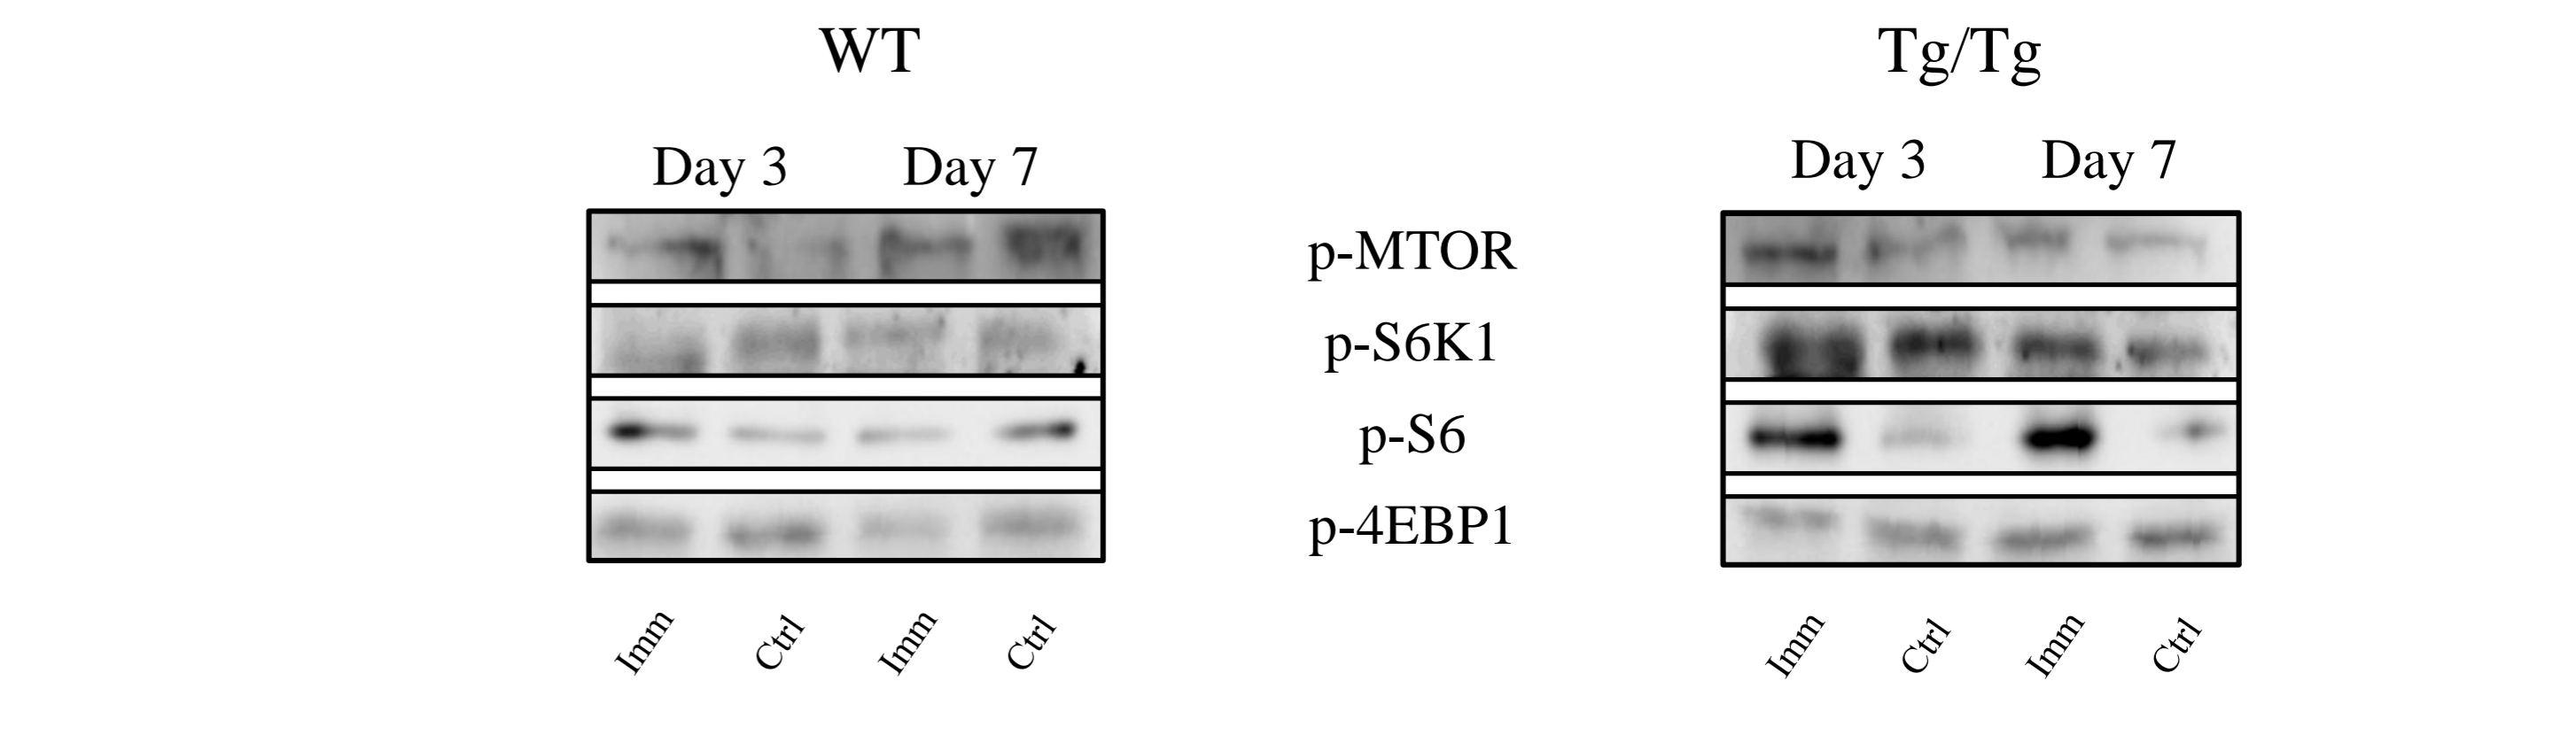 WT
Tg/Tg
Day 3
Day 7
Day 3
Day 7
p-MTOR
p-S6K1
p-S6
p-4EBP1
Imm
Ctrl
Imm
Ctrl
Imm
Ctrl
Imm
Ctrl